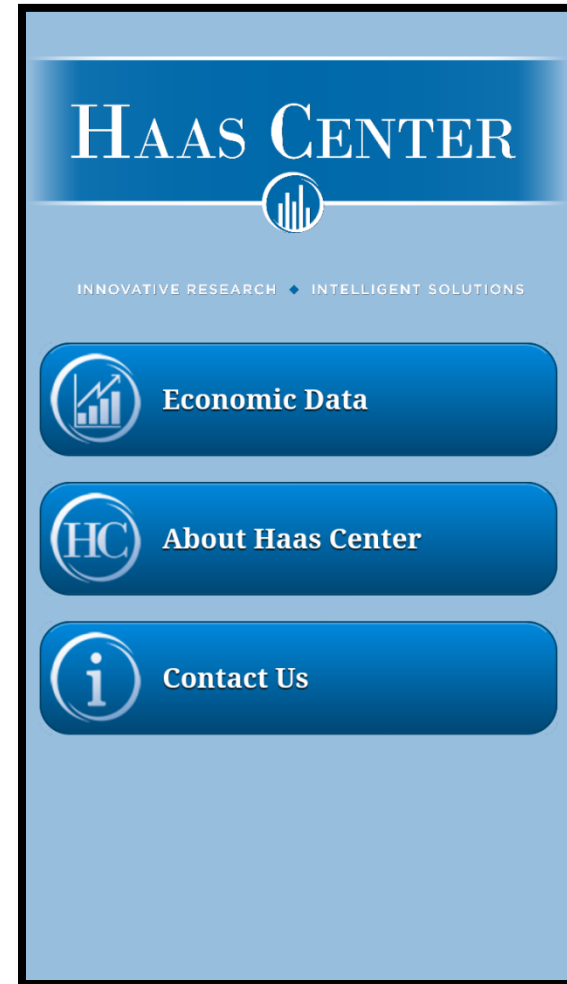 HAAS CENTER
INNOVATIVE RESEARCH ◆ INTELLIGENT SOLUTIONS
Economic Data
HC About Haas Center
i Contact Us